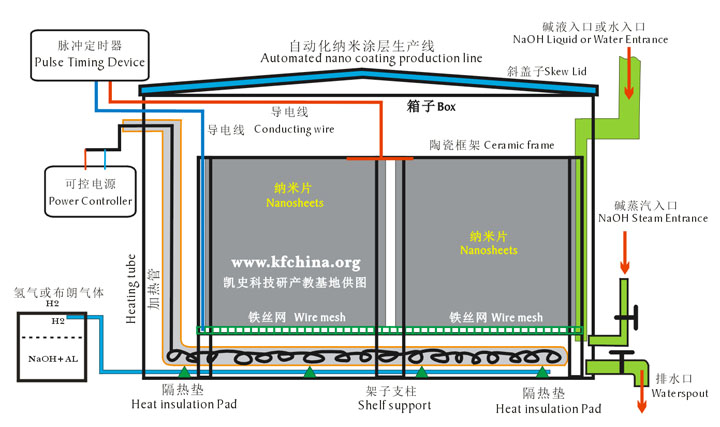 脉冲定时器
Pulse Timing Device
自动化纳米涂层生产线
Automated nano coating production line
碱液入口或水入口
NaOH Liquid or Water Entrance
斜盖子Skew Lid
箱子Box
导电线
导电线 Conducting wire
陶瓷框架 Ceramic frame
可控电源
Power Controller
纳米片
Nanosheets
纳米片
Nanosheets
碱蒸汽入口
NaOH Steam Entrance
www.kfchina.org
凯史科技研产教基地供图
Heating tube
加热管
氢气或布朗气体
H2
H2
NaOH+AL
铁丝网 Wire mesh
铁丝网 Wire mesh
隔热垫
Heat insulation Pad
架子支柱
Shelf support
隔热垫
Heat insulation Pad
排水口
Waterspout